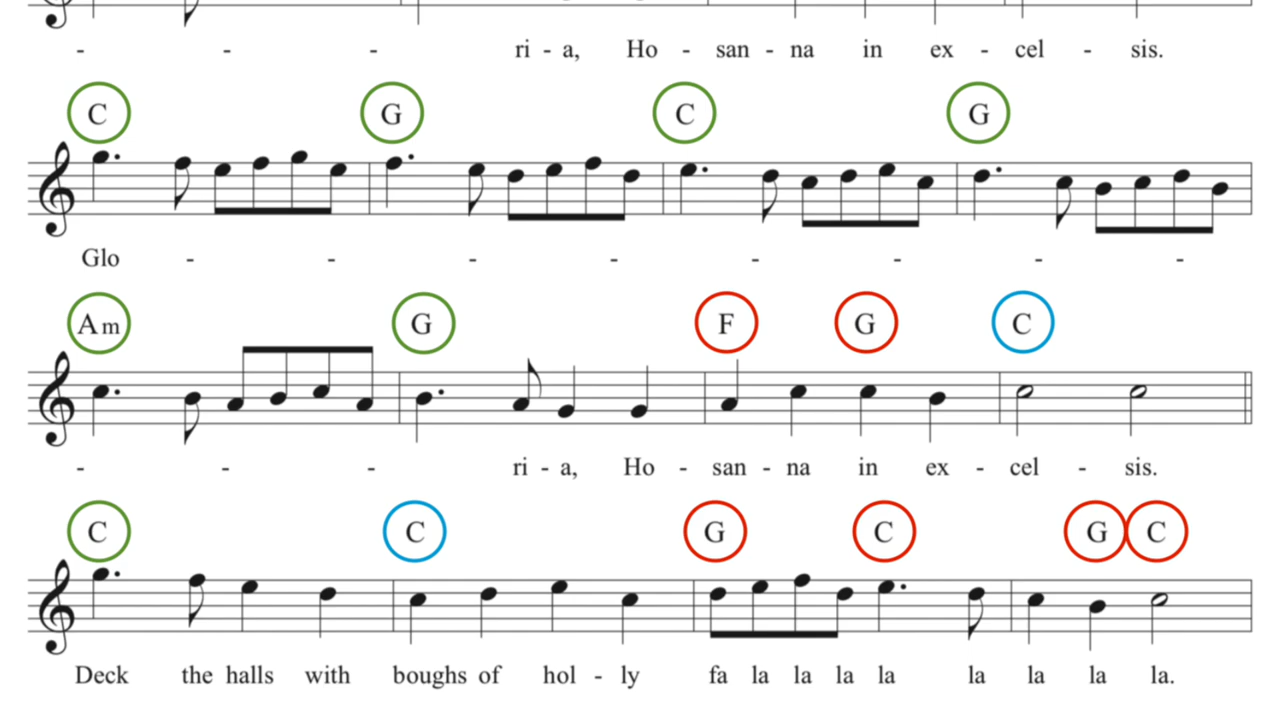 - - - ri - a, Ho - san - na in ex - cel - sis.
C G C G
Glo - - - - - - - -
Am G F G C
- - - ri - a, Ho - san - na in ex - cel - sis.
C C G C G C
Deck the halls with boughs of hol - ly fa la la la la la la la la.